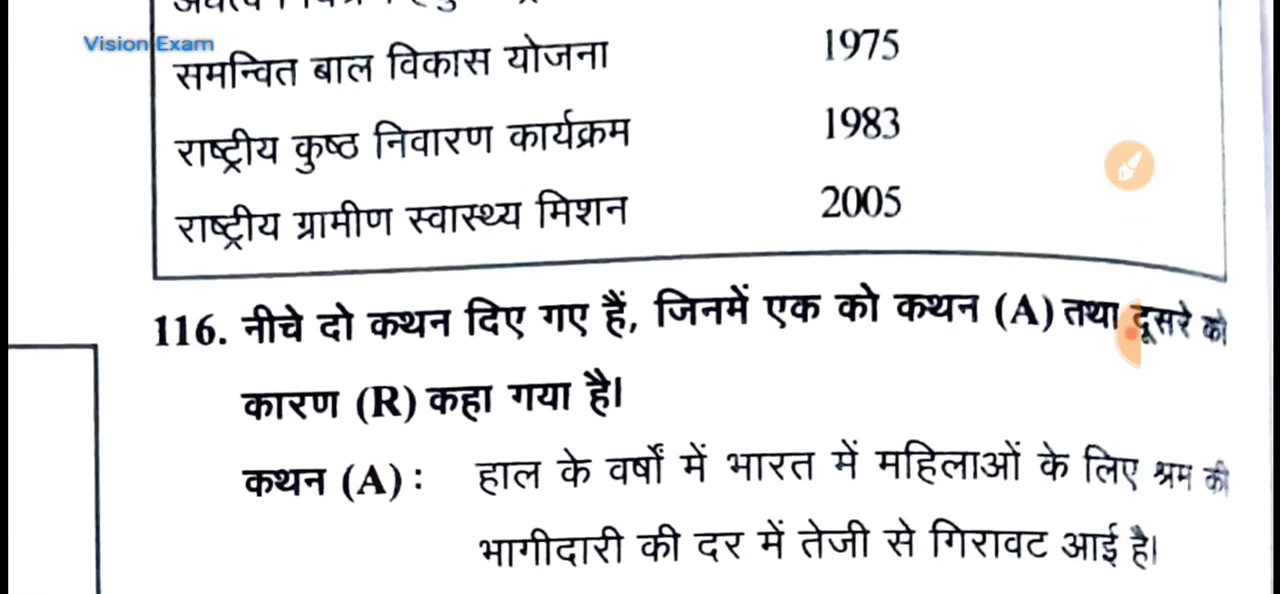 Vision Exam
समन्वित बाल विकास योजना 1975
राष्ट्रीय कुष्ठ निवारण कार्यक्रम 1983
राष्ट्रीय ग्रामीण स्वास्थ्य मिशन 2005
116. नीचे दो कथन दिए गए हैं, जिनमें एक को कथन (A) तथा दूसरे को
कारण (R) कहा गया है।
कथन (A) : हाल के वर्षों में भारत में महिलाओं के लिए श्रम की
भागीदारी की दर में तेजी से गिरावट आई है।